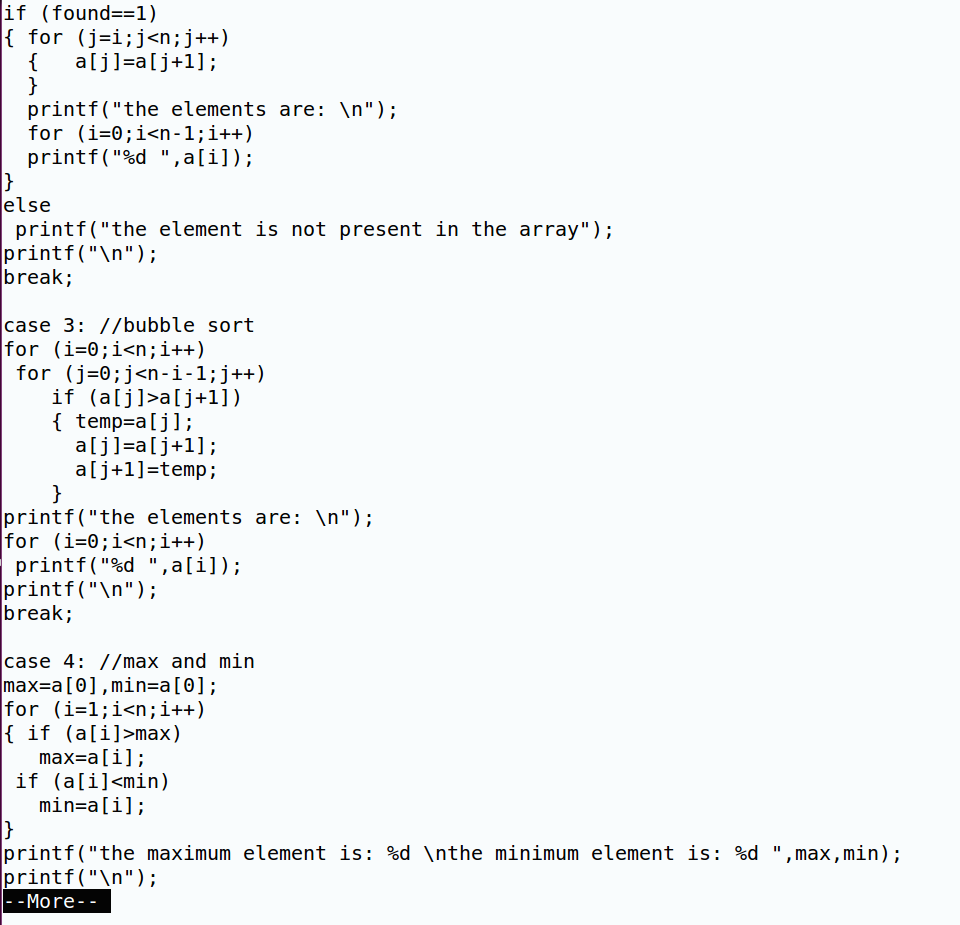 if (found==1)
{ for (j=i;j<n;j++)
  {   a[j]=a[j+1];
  }
  printf("the elements are: \n");
  for (i=0;i<n-1;i++)
  printf("%d ",a[i]);
}
else
 printf("the element is not present in the array");
printf("\n");
break;

case 3: //bubble sort
for (i=0;i<n;i++)
 for (j=0;j<n-i-1;j++)
    if (a[j]>a[j+1])
    { temp=a[j];
      a[j]=a[j+1];
      a[j+1]=temp;
    }
printf("the elements are: \n");
for (i=0;i<n;i++)
 printf("%d ",a[i]);
printf("\n");
break;

case 4: //max and min
max=a[0],min=a[0];
for (i=1;i<n;i++)
{ if (a[i]>max)
   max=a[i];
 if (a[i]<min)
   min=a[i];
}
printf("the maximum element is: %d \nthe minimum element is: %d ",max,min);
printf("\n");
--More--